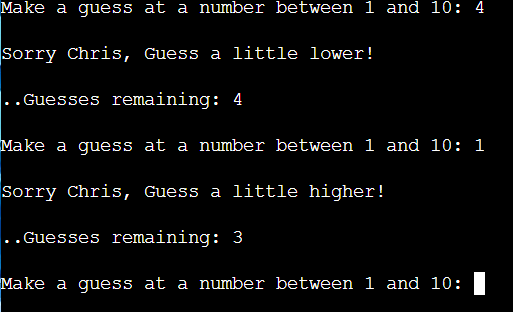 Make a guess at a number between 1 and 10: 4
Sorry Chris, Guess a little lower!
..Guesses remaining: 4
Make a guess at a number between 1 and 10: 1
Sorry Chris, Guess a little higher!
..Guesses remaining: 3
Make a guess at a number between 1 and 10: